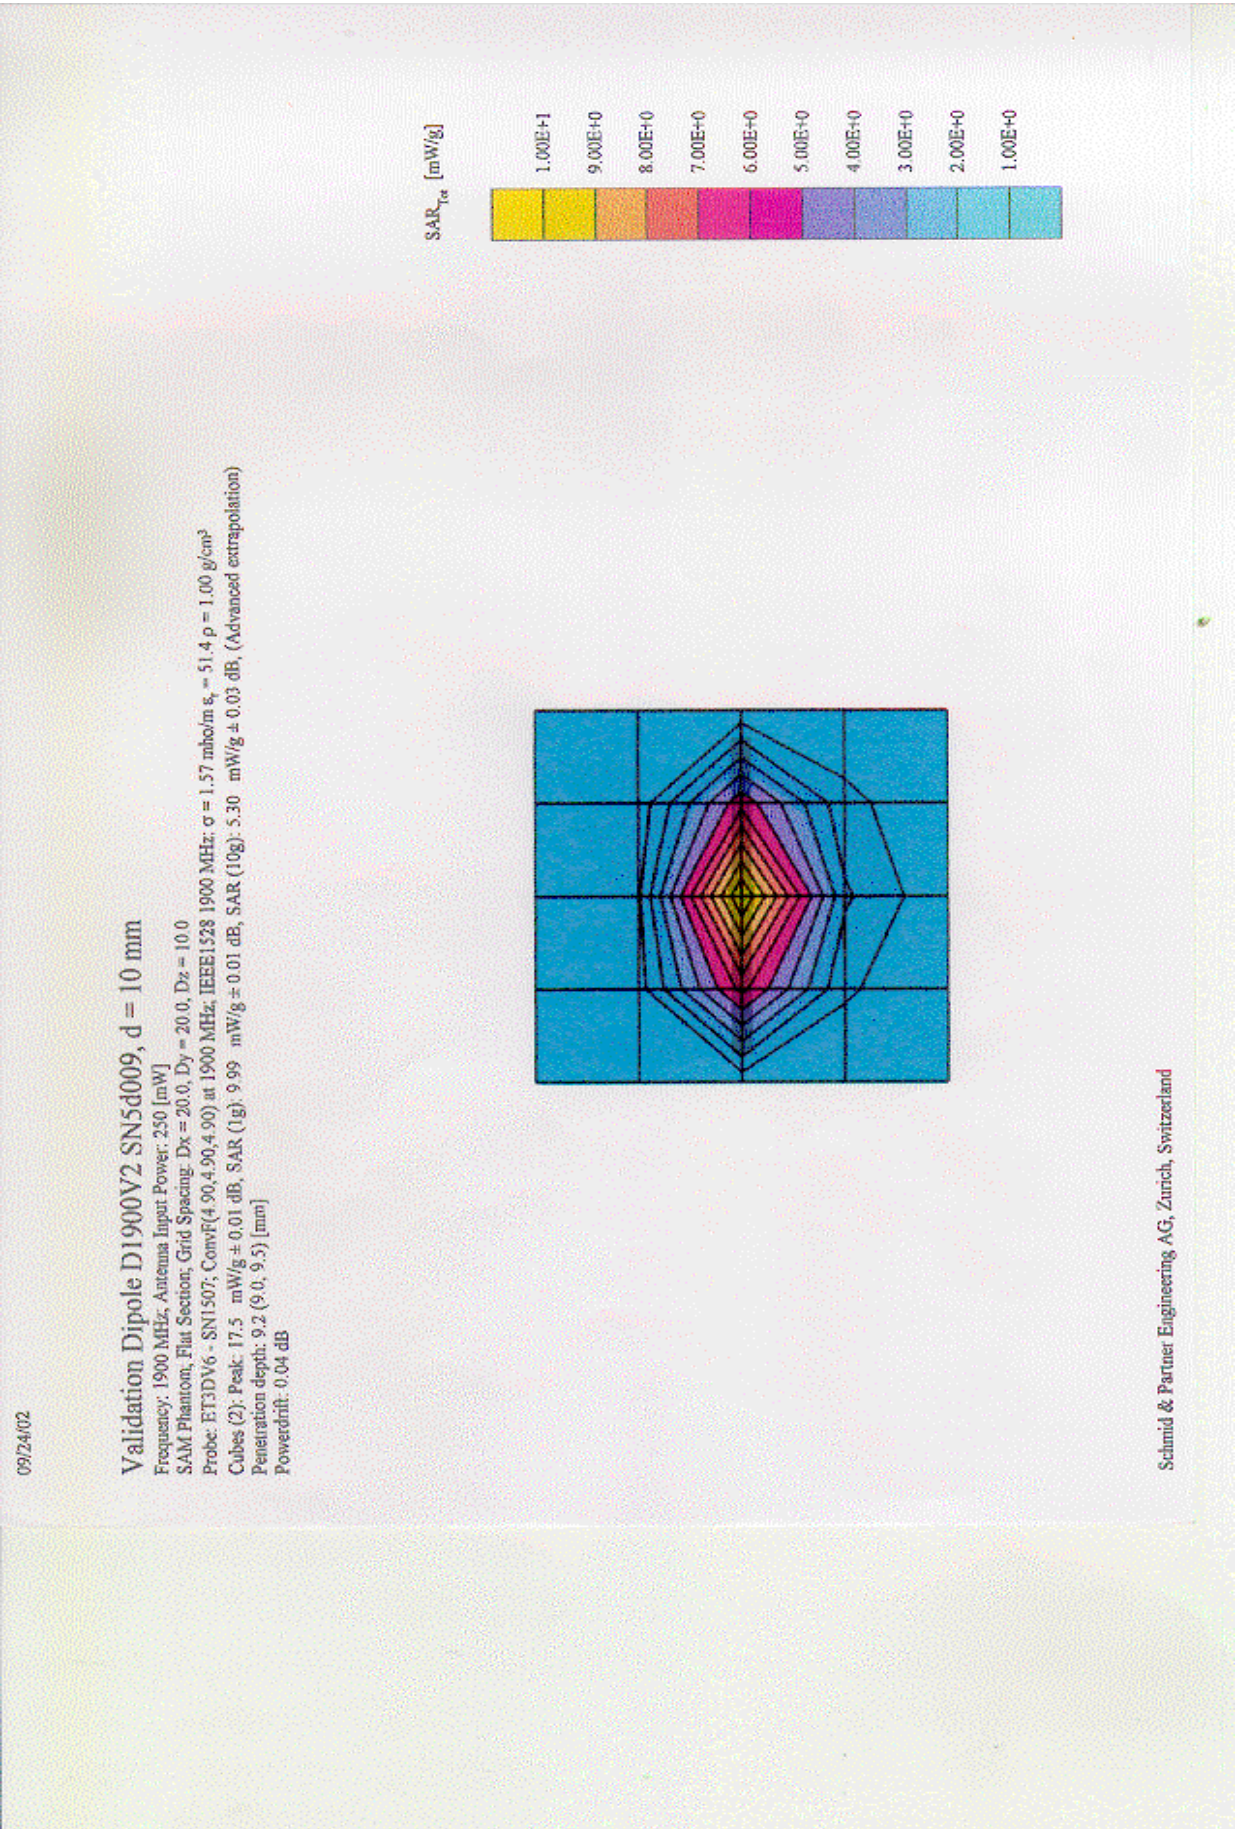 09/24/02
Validation Dipole D1900V2 SN5d009, d = 10 mm
Frequency: 1900 MHz; Antenna Input Power: 250 [mW]
SAM Phantom; Flat Section; Grid Spacing: Dx = 20.0, Dy = 20.0, Dz = 10.0
Probe: ET3DV6 - SN1507; ConvF(4.90,4.90,4.90) at 1900 MHz; IEEE1528 1900 MHz; σ = 1.57 mho/m εr = 51.4 ρ = 1.00 g/cm³
Cubes (2): Peak: 17.5 mW/g ± 0.01 dB, SAR (1g): 9.99 mW/g ± 0.01 dB, SAR (10g): 5.30 mW/g ± 0.03 dB, (Advanced extrapolation)
Penetration depth: 9.2 (9.0, 9.5) [mm]
Powerdrift: 0.04 dB
SARTot [mW/g]
1.00E+1
9.00E+0
8.00E+0
7.00E+0
6.00E+0
5.00E+0
4.00E+0
3.00E+0
2.00E+0
1.00E+0
Schmid & Partner Engineering AG, Zurich, Switzerland